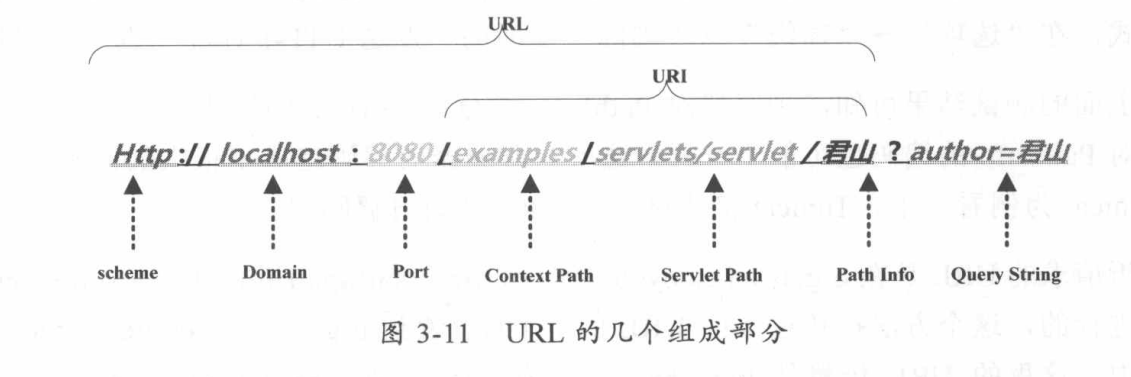 URL
URI
Http :// localhost : 8080 / examples / servlets/servlet / 君山 ? author=君山
scheme Domain Port Context Path Servlet Path Path Info Query String
图 3-11 URL 的几个组成部分